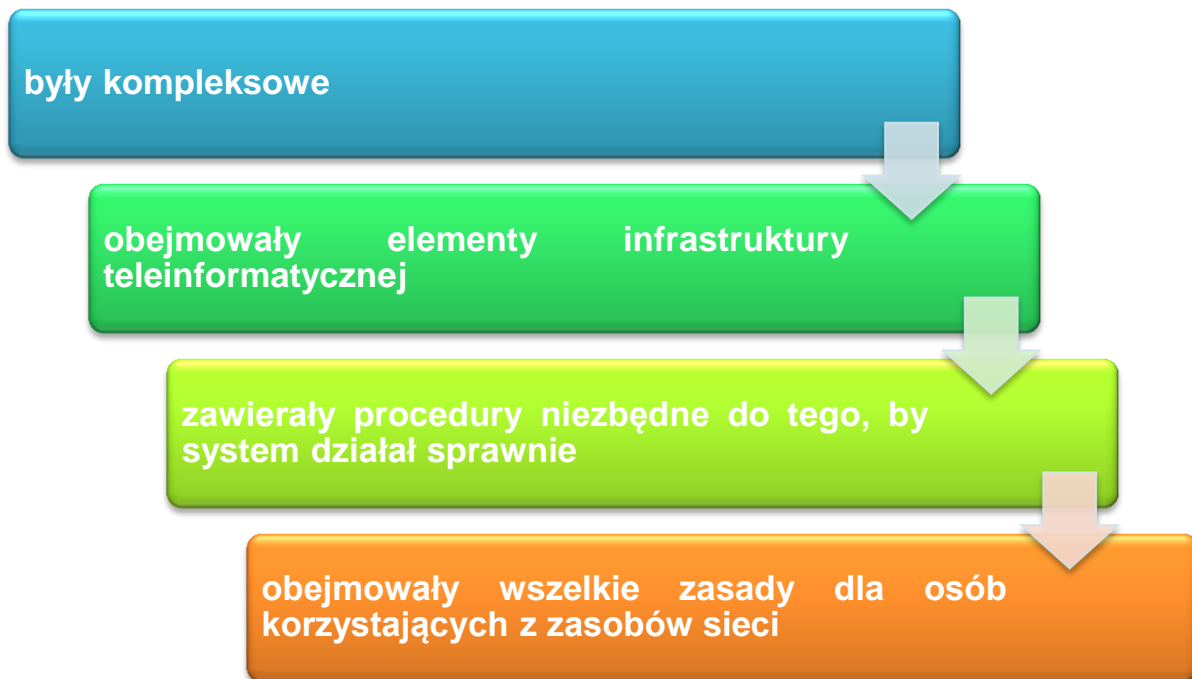 były kompleksowe
obejmowały elementy infrastruktury
teleinformatycznej
zawierały procedury niezbędne do tego, by
system działał sprawnie
obejmowały wszelkie zasady dla osób
korzystających z zasobów sieci